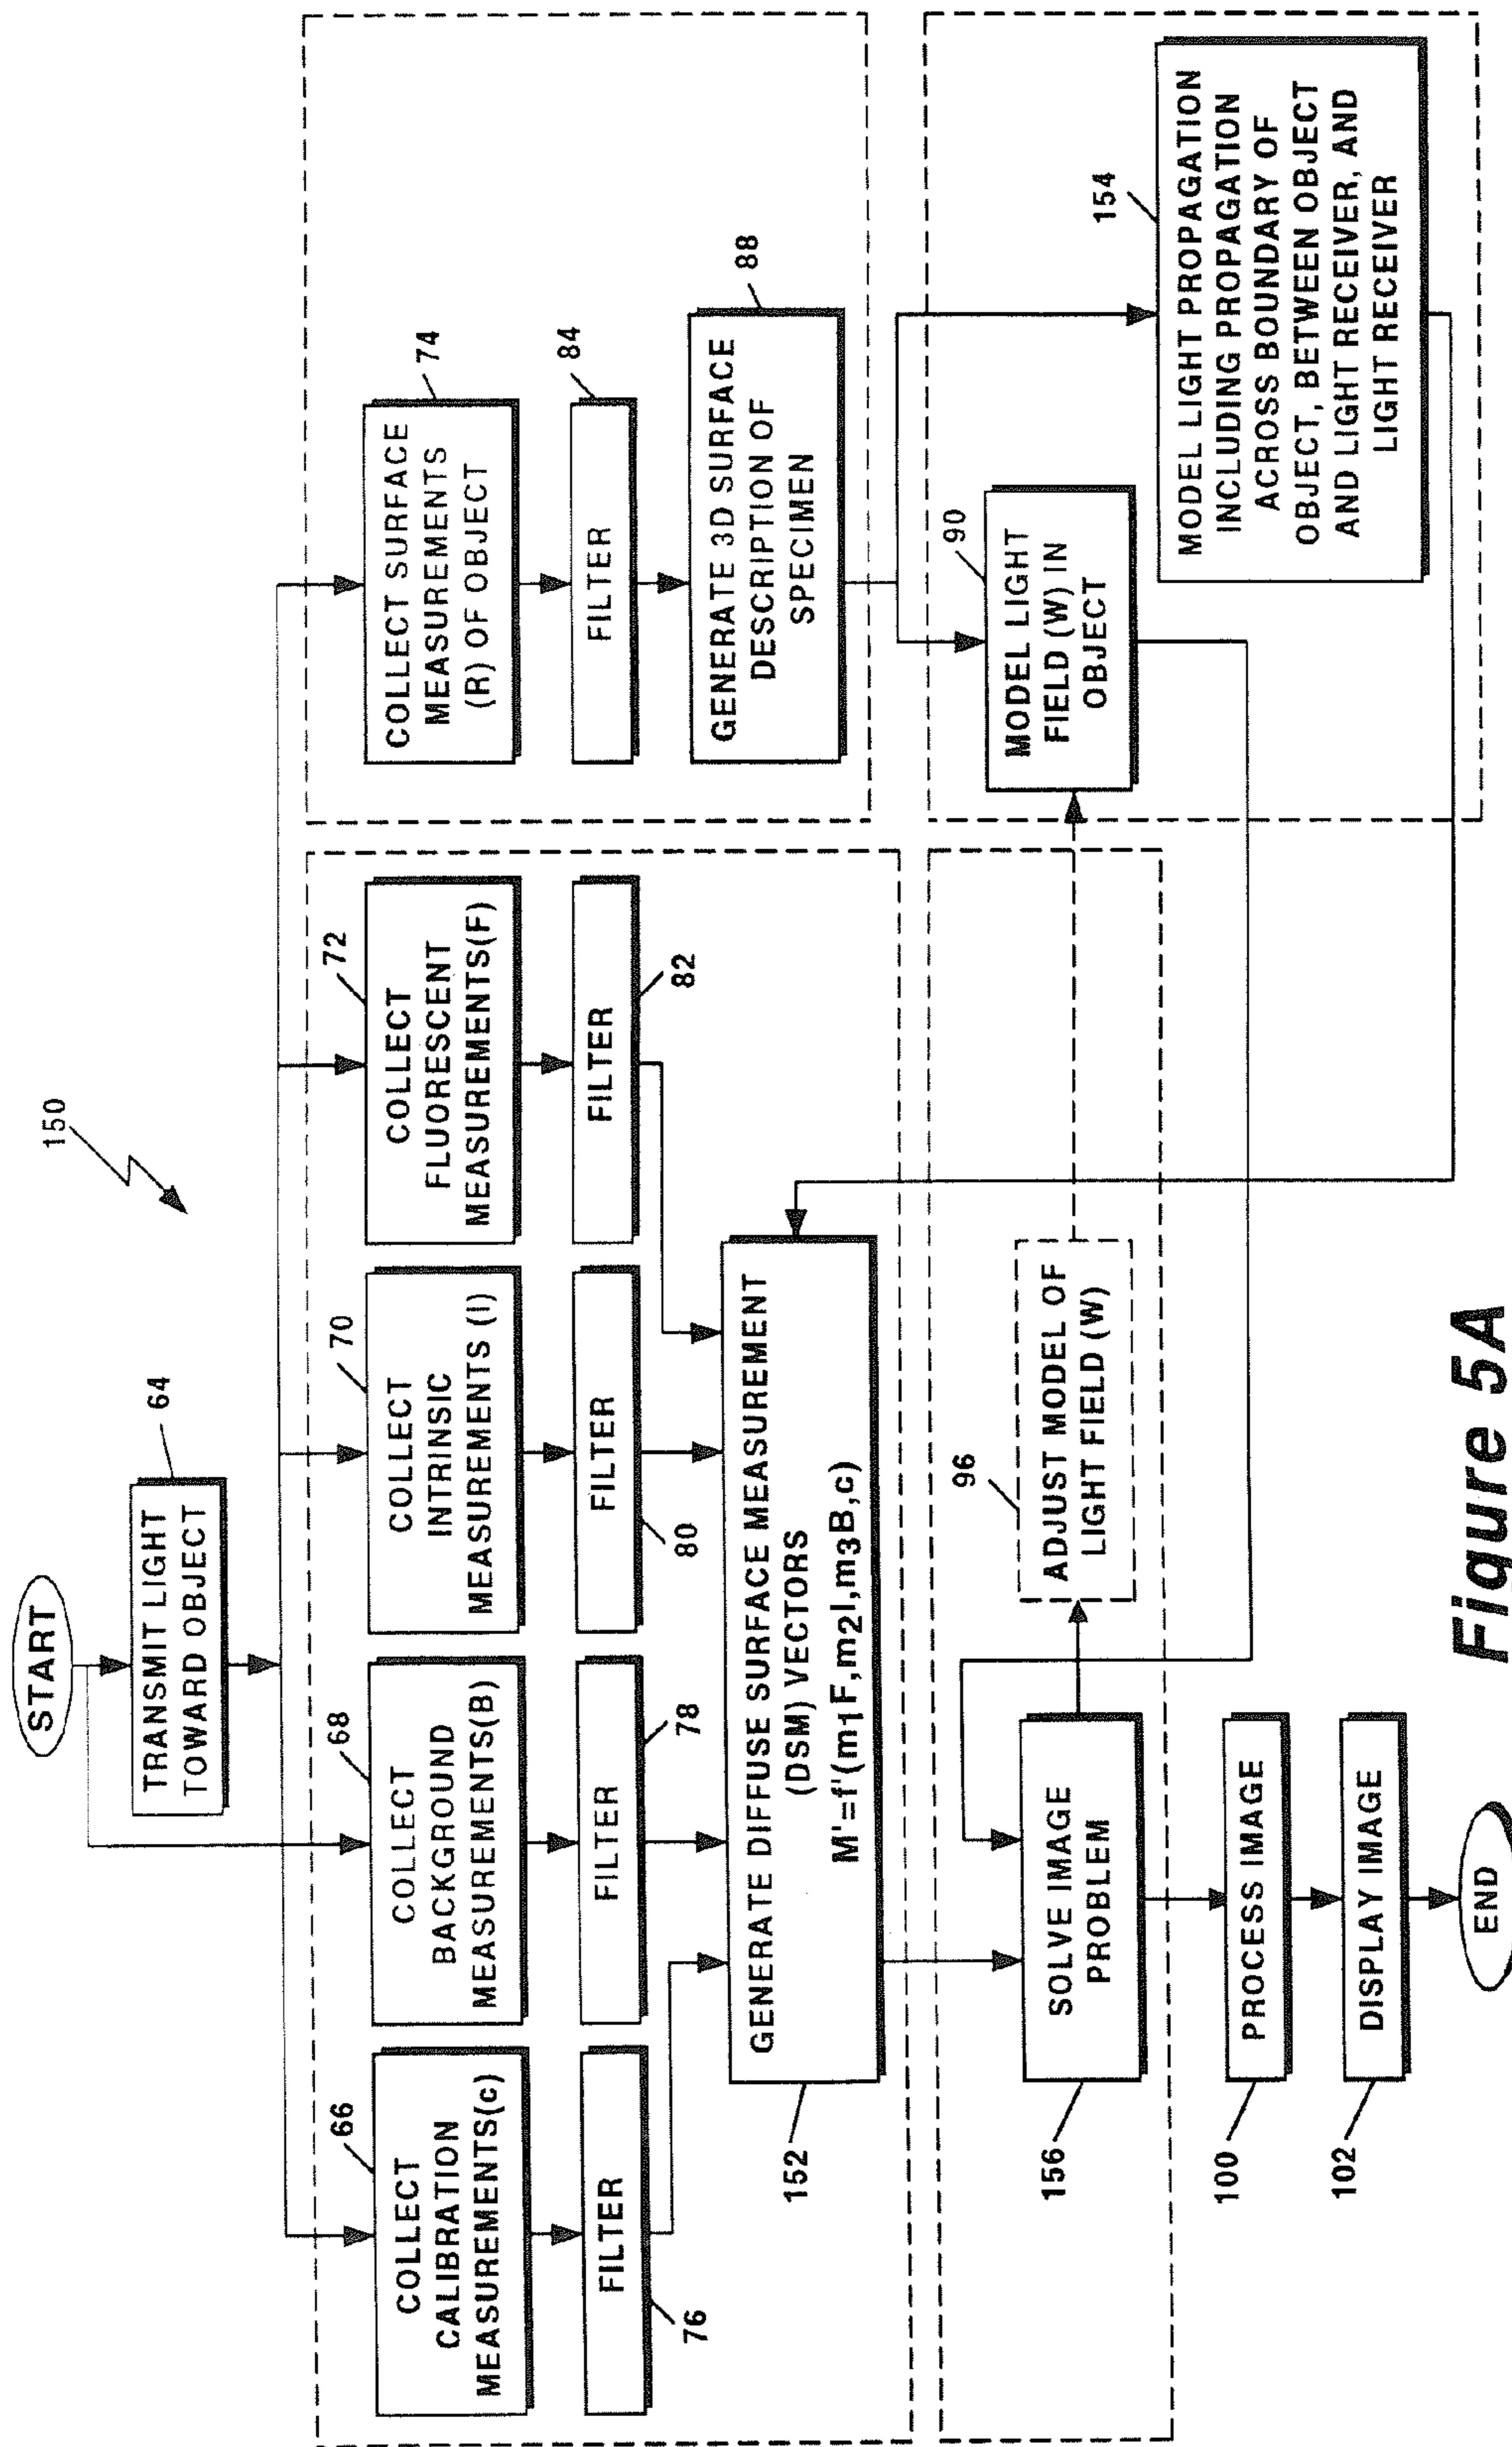 150
START
TRANSMIT LIGHT
TOWARD OBJECT
64
66
COLLECT
CALIBRATION
MEASUREMENTS(c)
68
COLLECT
BACKGROUND
MEASUREMENTS(B)
70
COLLECT
INTRINSIC
MEASUREMENTS (I)
72
COLLECT
FLUORESCENT
MEASUREMENTS(F)
COLLECT SURFACE
MEASUREMENTS
(R) OF OBJECT
74
FILTER
76
FILTER
78
FILTER
80
FILTER
82
FILTER
84
GENERATE 3D SURFACE
DESCRIPTION OF
SPECIMEN
88
GENERATE DIFFUSE SURFACE MEASUREMENT
(DSM) VECTORS
M'=f'(m1F,m2I,m3B,c)
152
90
MODEL LIGHT
FIELD (W) IN
OBJECT
154
MODEL LIGHT PROPAGATION
INCLUDING PROPAGATION
ACROSS BOUNDARY OF
OBJECT, BETWEEN OBJECT
AND LIGHT RECEIVER, AND
LIGHT RECEIVER
96
ADJUST MODEL OF
LIGHT FIELD (W)
SOLVE IMAGE
PROBLEM
156
PROCESS IMAGE
100
DISPLAY IMAGE
102
END
Figure 5A